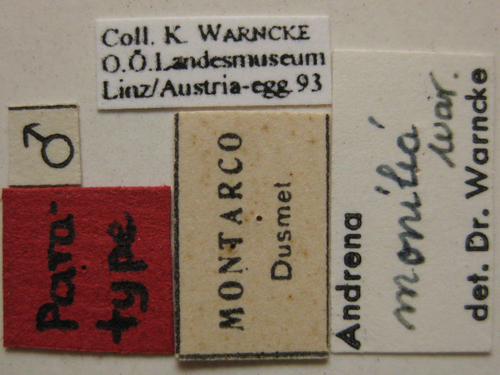 Coll. K. WARNCKE
O.Ö.Landesmuseum
Linz/Austria-egg.93
♂
Para-
type
MONTARCO
Dusmet.
Andrena
monilia
War.
det. Dr. Warncke